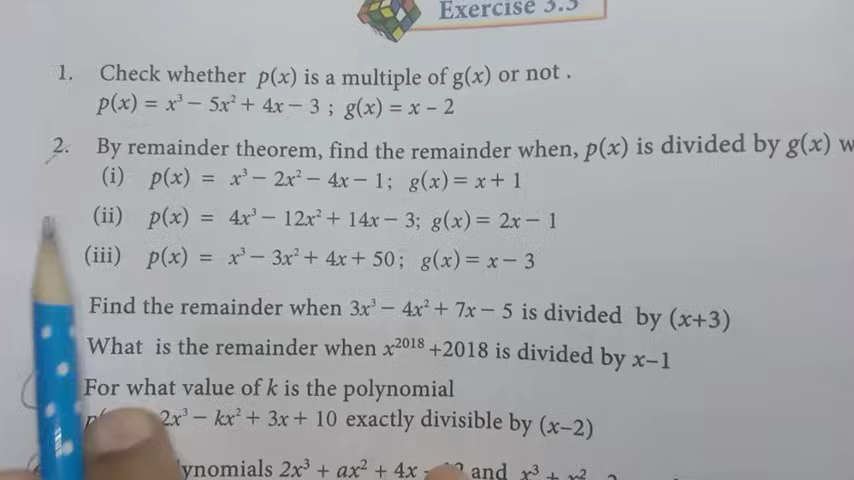 Exercise 3.3
1. Check whether p(x) is a multiple of g(x) or not .
p(x) = x³ − 5x² + 4x − 3 ; g(x) = x − 2
2. By remainder theorem, find the remainder when, p(x) is divided by g(x)
(i) p(x) = x³ − 2x² − 4x − 1; g(x) = x + 1
(ii) p(x) = 4x³ − 12x² + 14x − 3; g(x) = 2x − 1
(iii) p(x) = x³ − 3x² + 4x + 50; g(x) = x − 3
Find the remainder when 3x³ − 4x² + 7x − 5 is divided by (x+3)
What is the remainder when x²⁰¹⁸ +2018 is divided by x−1
For what value of k is the polynomial
2x³ − kx² + 3x + 10 exactly divisible by (x−2)
2x³ + ax² + 4x and x³ + x²